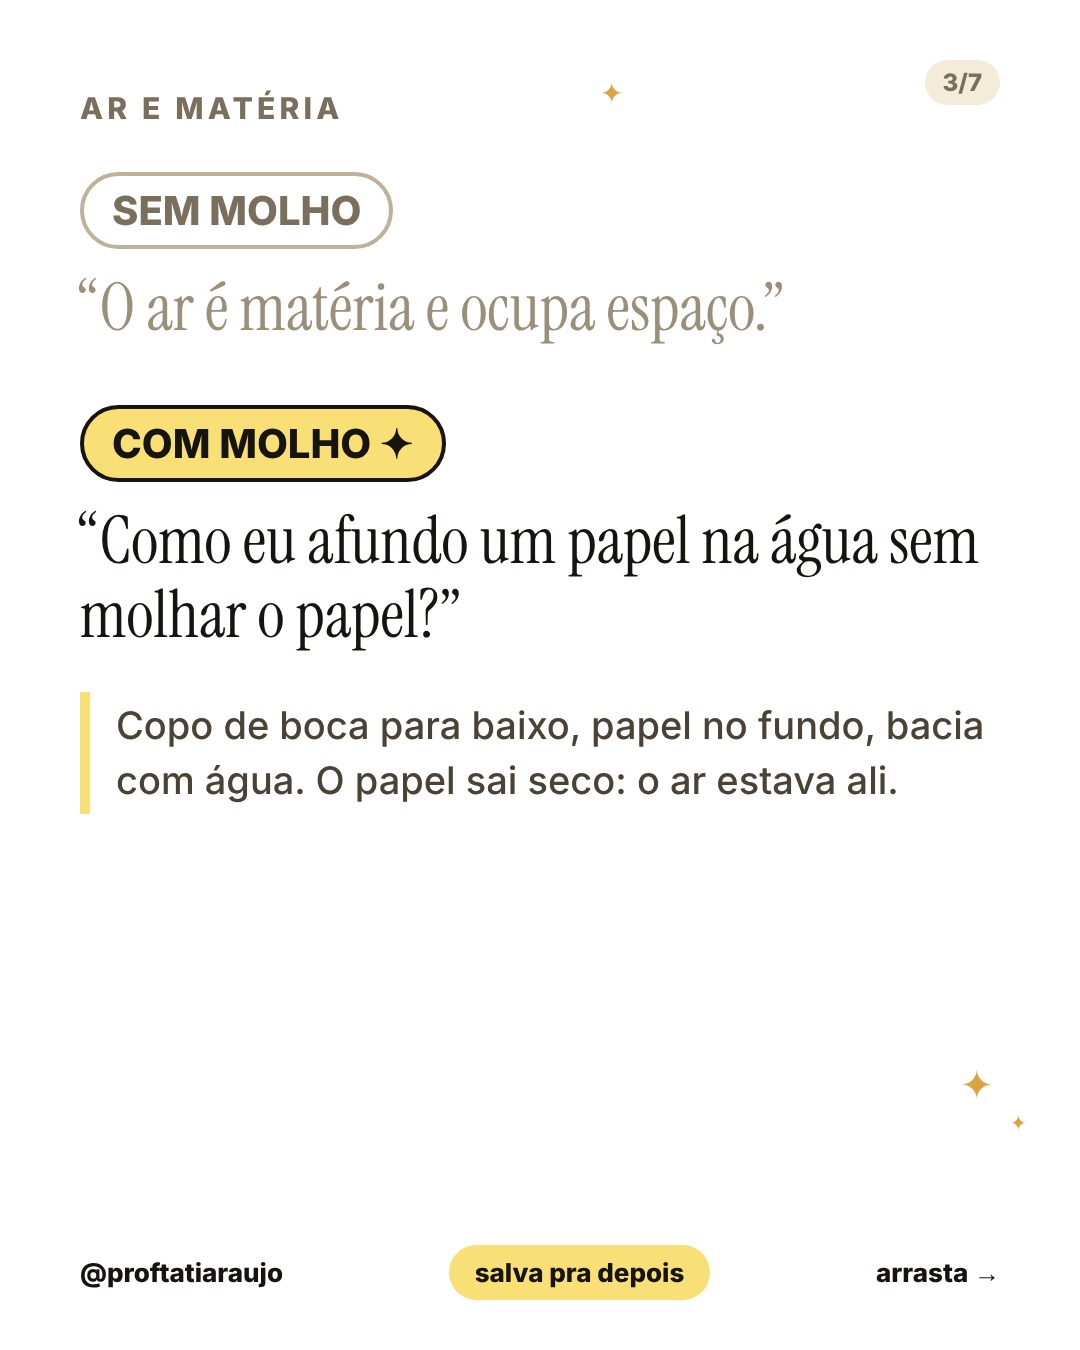 AR E MATÉRIA
3/7
SEM MOLHO
“O ar é matéria e ocupa espaço.”
COM MOLHO ✦
“Como eu afundo um papel na água sem
molhar o papel?”
Copo de boca para baixo, papel no fundo, bacia
com água. O papel sai seco: o ar estava ali.
@proftatiaraujo
salva pra depois
arrasta →